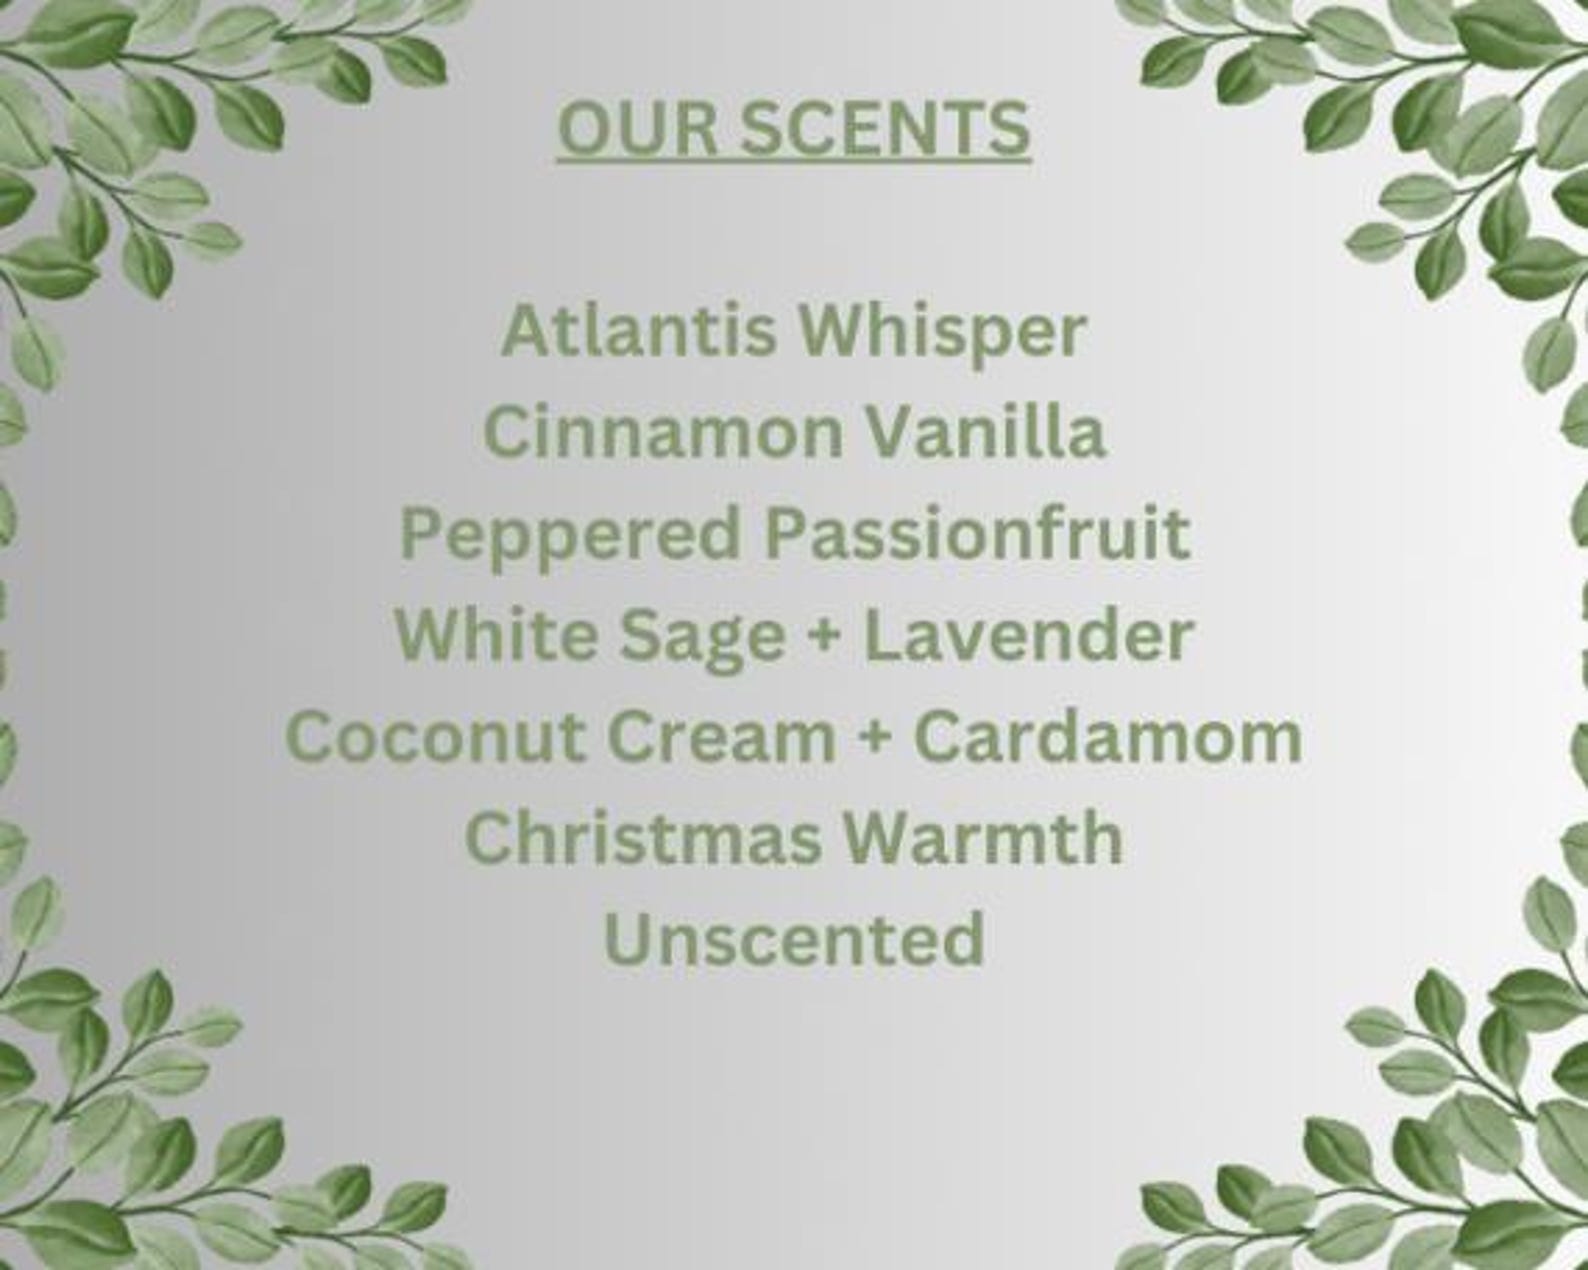 OUR SCENTS
Atlantis Whisper
Cinnamon Vanilla
Peppered Passionfruit
White Sage + Lavender
Coconut Cream + Cardamom
Christmas Warmth
Unscented